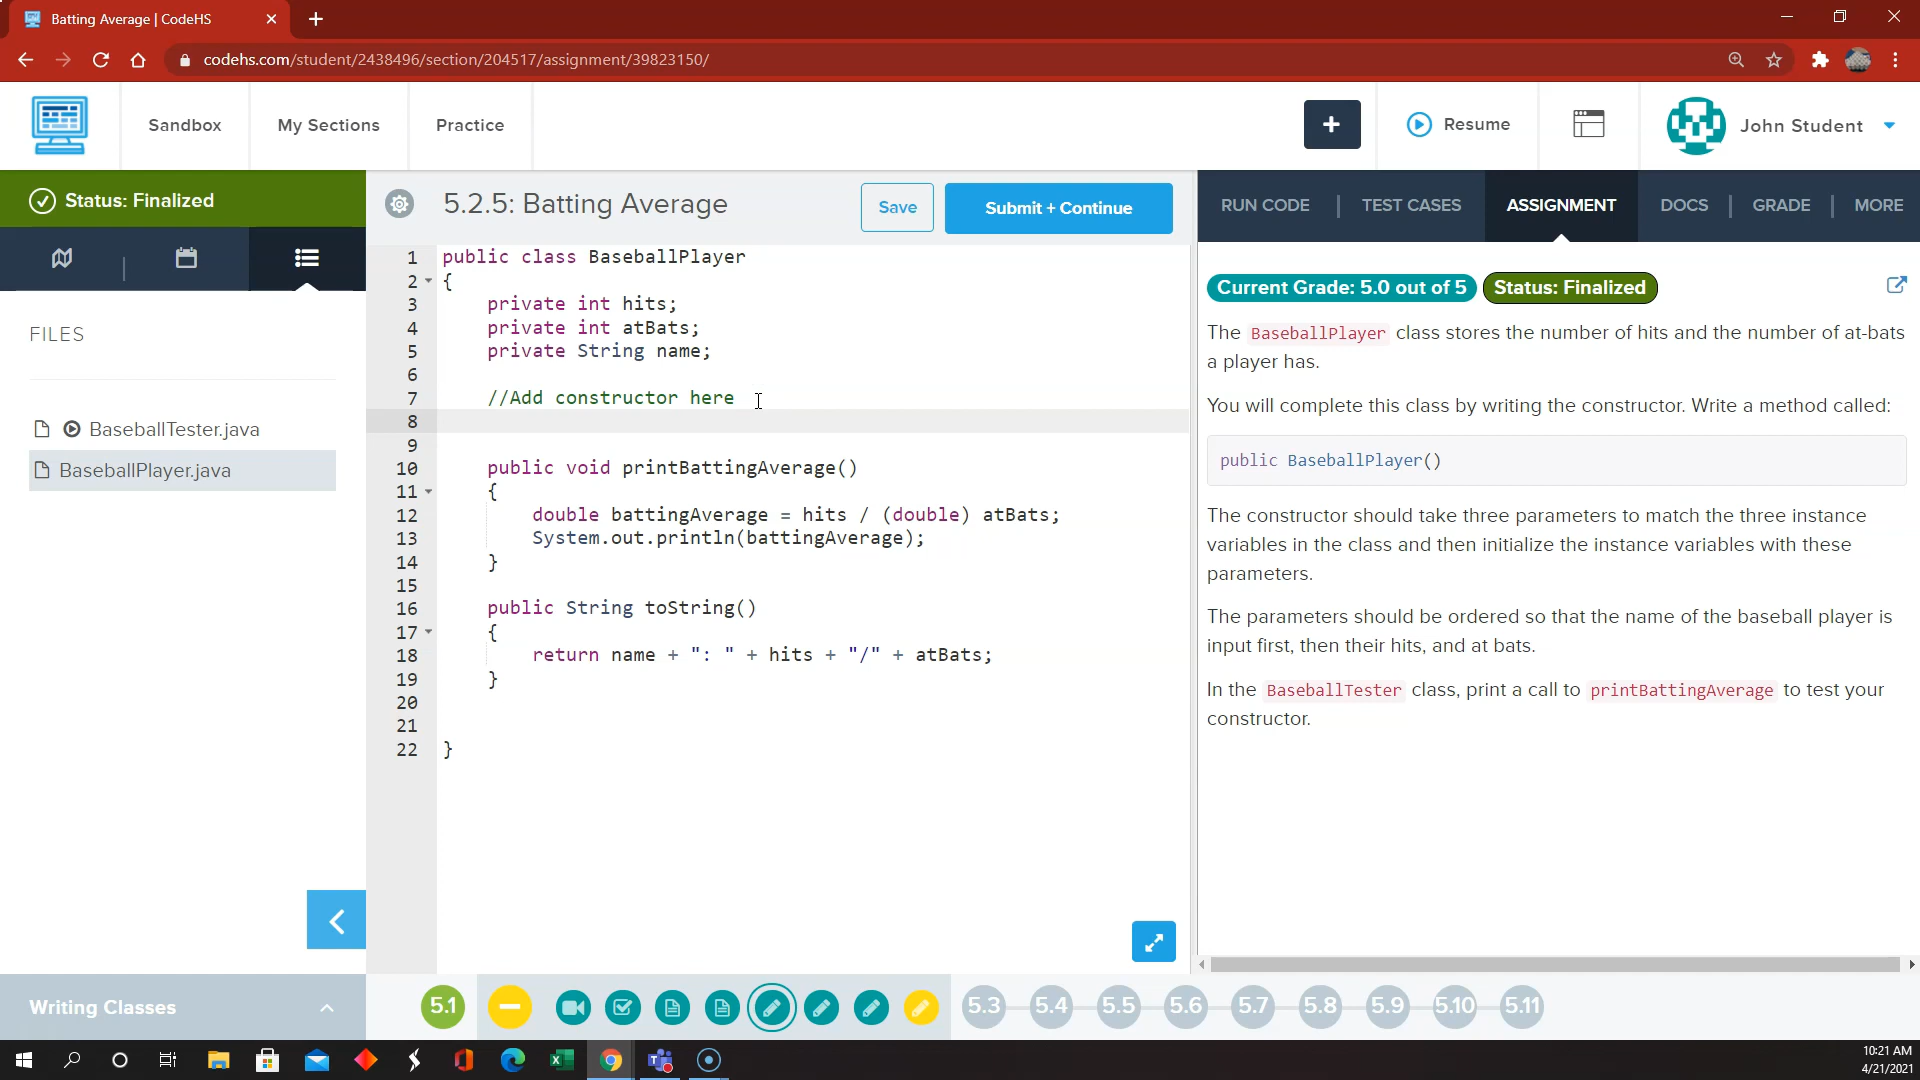 Batting Average | CodeHS
codehs.com/student/2438496/section/204517/assignment/39823150/
Sandbox
My Sections
Practice
+
Resume
John Student
Status: Finalized
5.2.5: Batting Average
Save
Submit + Continue
RUN CODE
TEST CASES
ASSIGNMENT
DOCS
GRADE
MORE
FILES
BaseballTester.java
BaseballPlayer.java
1 public class BaseballPlayer
2 {
3 private int hits;
4 private int atBats;
5 private String name;
6
7 //Add constructor here
8
9
10 public void printBattingAverage()
11 {
12 double battingAverage = hits / (double) atBats;
13 System.out.println(battingAverage);
14 }
15
16 public String toString()
17 {
18 return name + ": " + hits + "/" + atBats;
19 }
20
21
22 }
Current Grade: 5.0 out of 5
Status: Finalized
The BaseballPlayer class stores the number of hits and the number of at-bats
a player has.
You will complete this class by writing the constructor. Write a method called:
public BaseballPlayer()
The constructor should take three parameters to match the three instance
variables in the class and then initialize the instance variables with these
parameters.
The parameters should be ordered so that the name of the baseball player is
input first, then their hits, and at bats.
In the BaseballTester class, print a call to printBattingAverage to test your
constructor.
Writing Classes
5.1
5.3
5.4
5.5
5.6
5.7
5.8
5.9
5.10
5.11
10:21 AM
4/21/2021